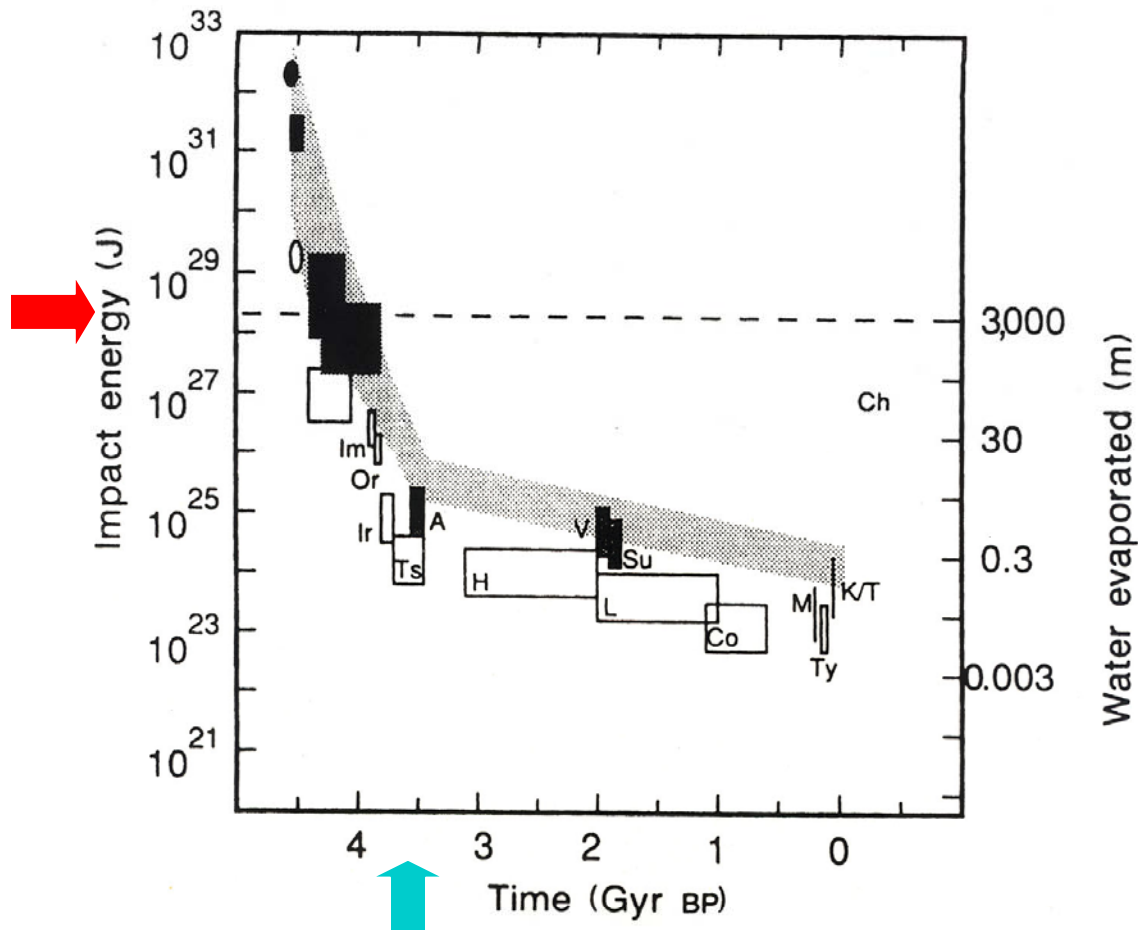 Impact energy (J)
10^33
10^31
10^29
10^27
10^25
10^23
10^21
3,000
30
0.3
0.003
Water evaporated (m)
Ch
Im
Or
Ir
A
Ts
H
V
Su
L
Co
M
K/T
Ty
4 3 2 1 0
Time (Gyr BP)